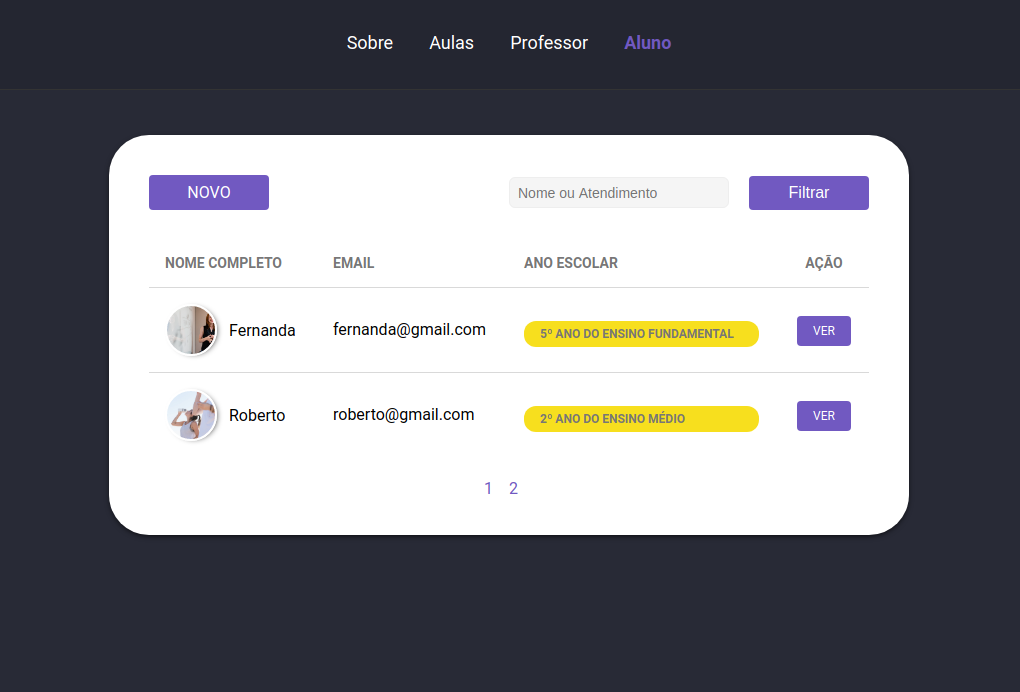 Sobre Aulas Professor Aluno
NOVO Nome ou Atendimento Filtrar
NOME COMPLETO EMAIL ANO ESCOLAR AÇÃO
Fernanda fernanda@gmail.com 5º ANO DO ENSINO FUNDAMENTAL VER
Roberto roberto@gmail.com 2º ANO DO ENSINO MÉDIO VER
1 2